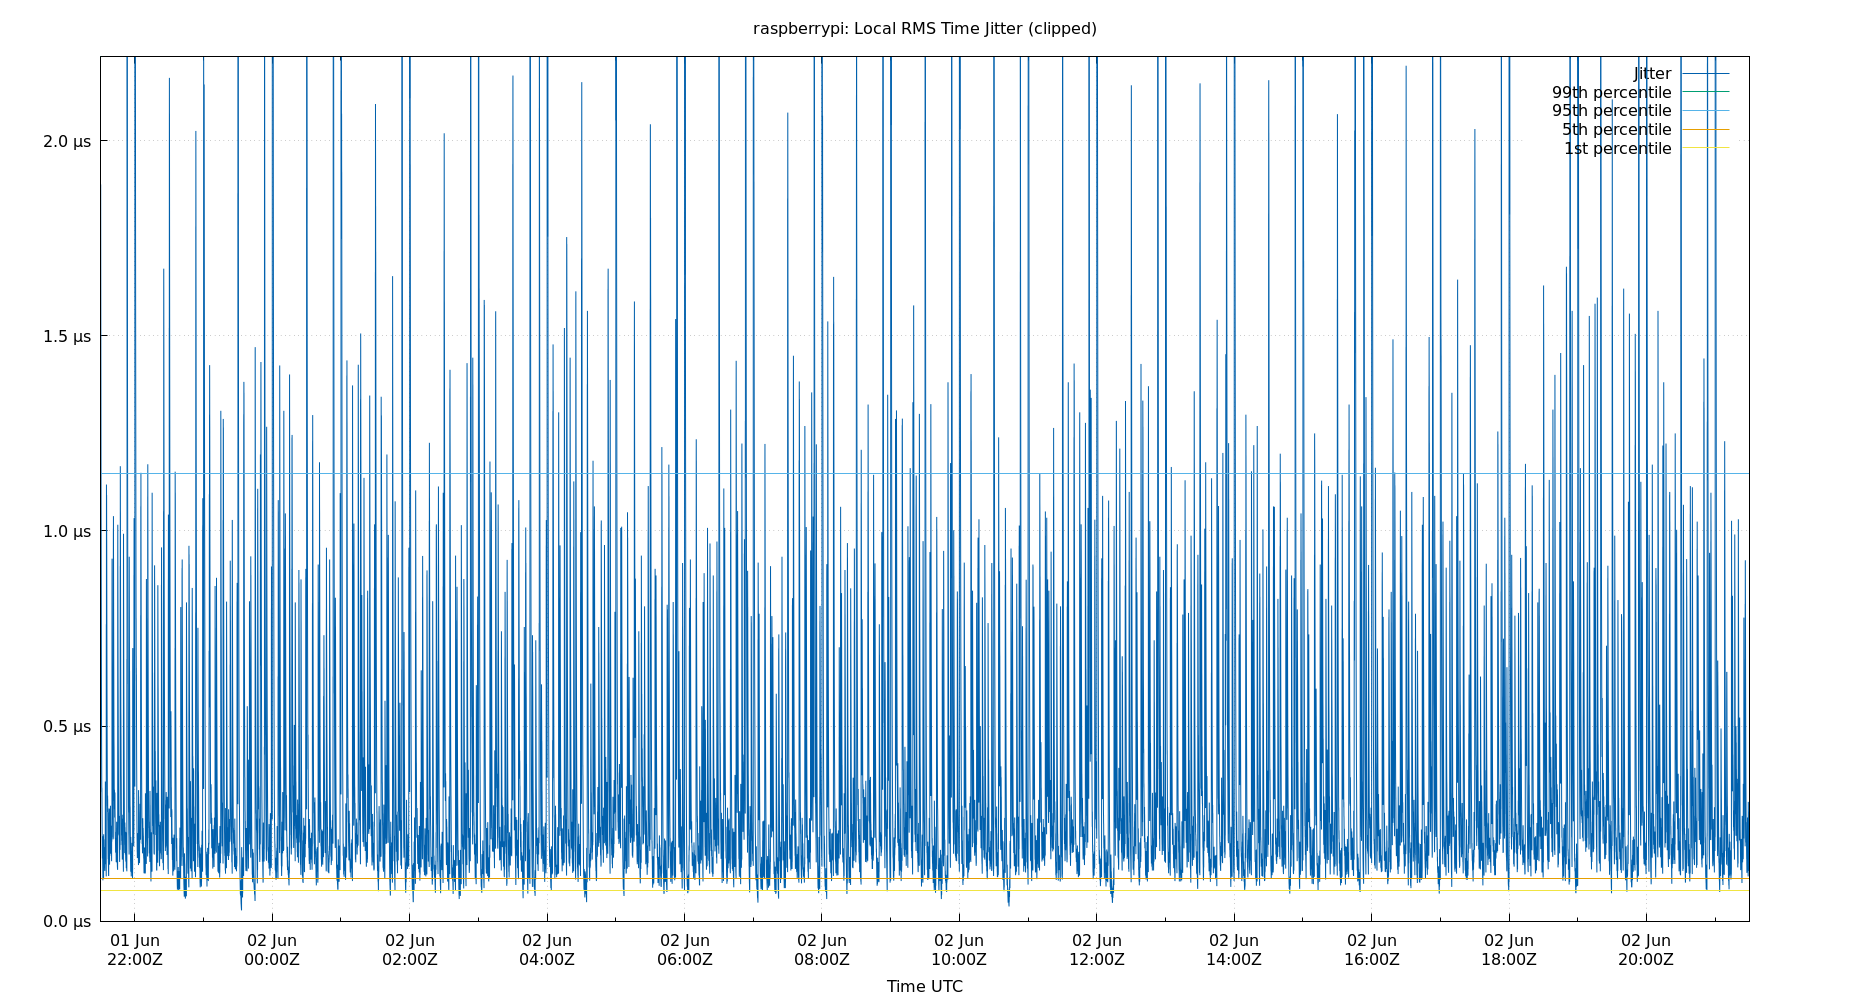 raspberrypi: Local RMS Time Jitter (clipped)
Jitter
99th percentile
95th percentile
5th percentile
1st percentile
2.0 µs
1.5 µs
1.0 µs
0.5 µs
0.0 µs
01 Jun 02 Jun 02 Jun 02 Jun 02 Jun 02 Jun 02 Jun 02 Jun 02 Jun 02 Jun 02 Jun 02 Jun
22:00Z 00:00Z 02:00Z 04:00Z 06:00Z 08:00Z 10:00Z 12:00Z 14:00Z 16:00Z 18:00Z 20:00Z
Time UTC